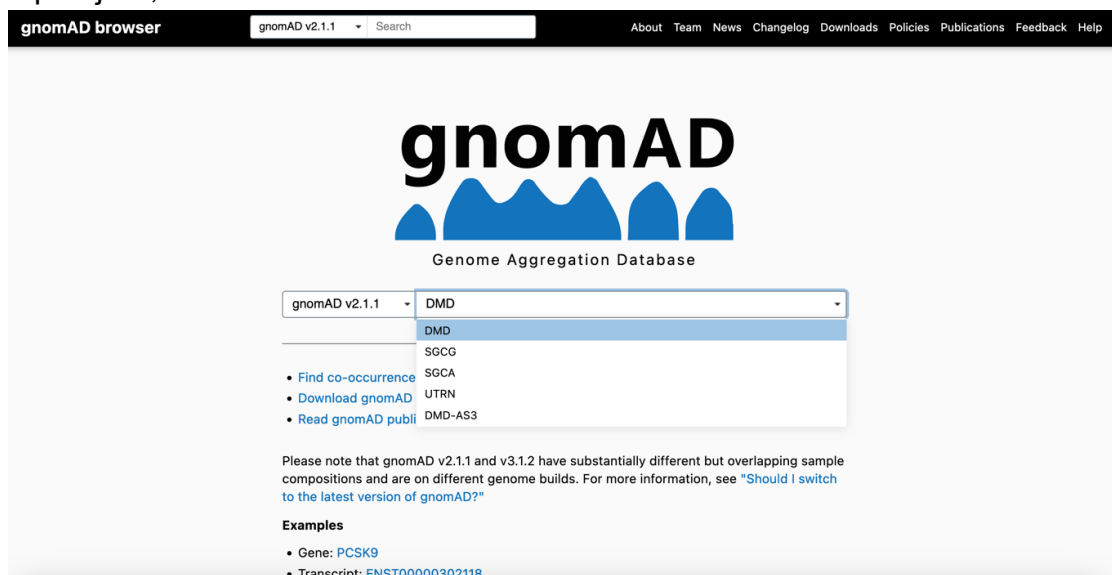 gnomAD browser gnomAD v2.1.1 Search About Team News Changelog Downloads Policies Publications Feedback Help
gnomAD
Genome Aggregation Database
gnomAD v2.1.1 DMD
DMD
SGCG
SGCA
UTRN
DMD-AS3
• Find co-occurrence
• Download gnomAD
• Read gnomAD publi
Please note that gnomAD v2.1.1 and v3.1.2 have substantially different but overlapping sample
compositions and are on different genome builds. For more information, see "Should I switch
to the latest version of gnomAD?"
Examples
• Gene: PCSK9
• Transcript: ENST00000302118